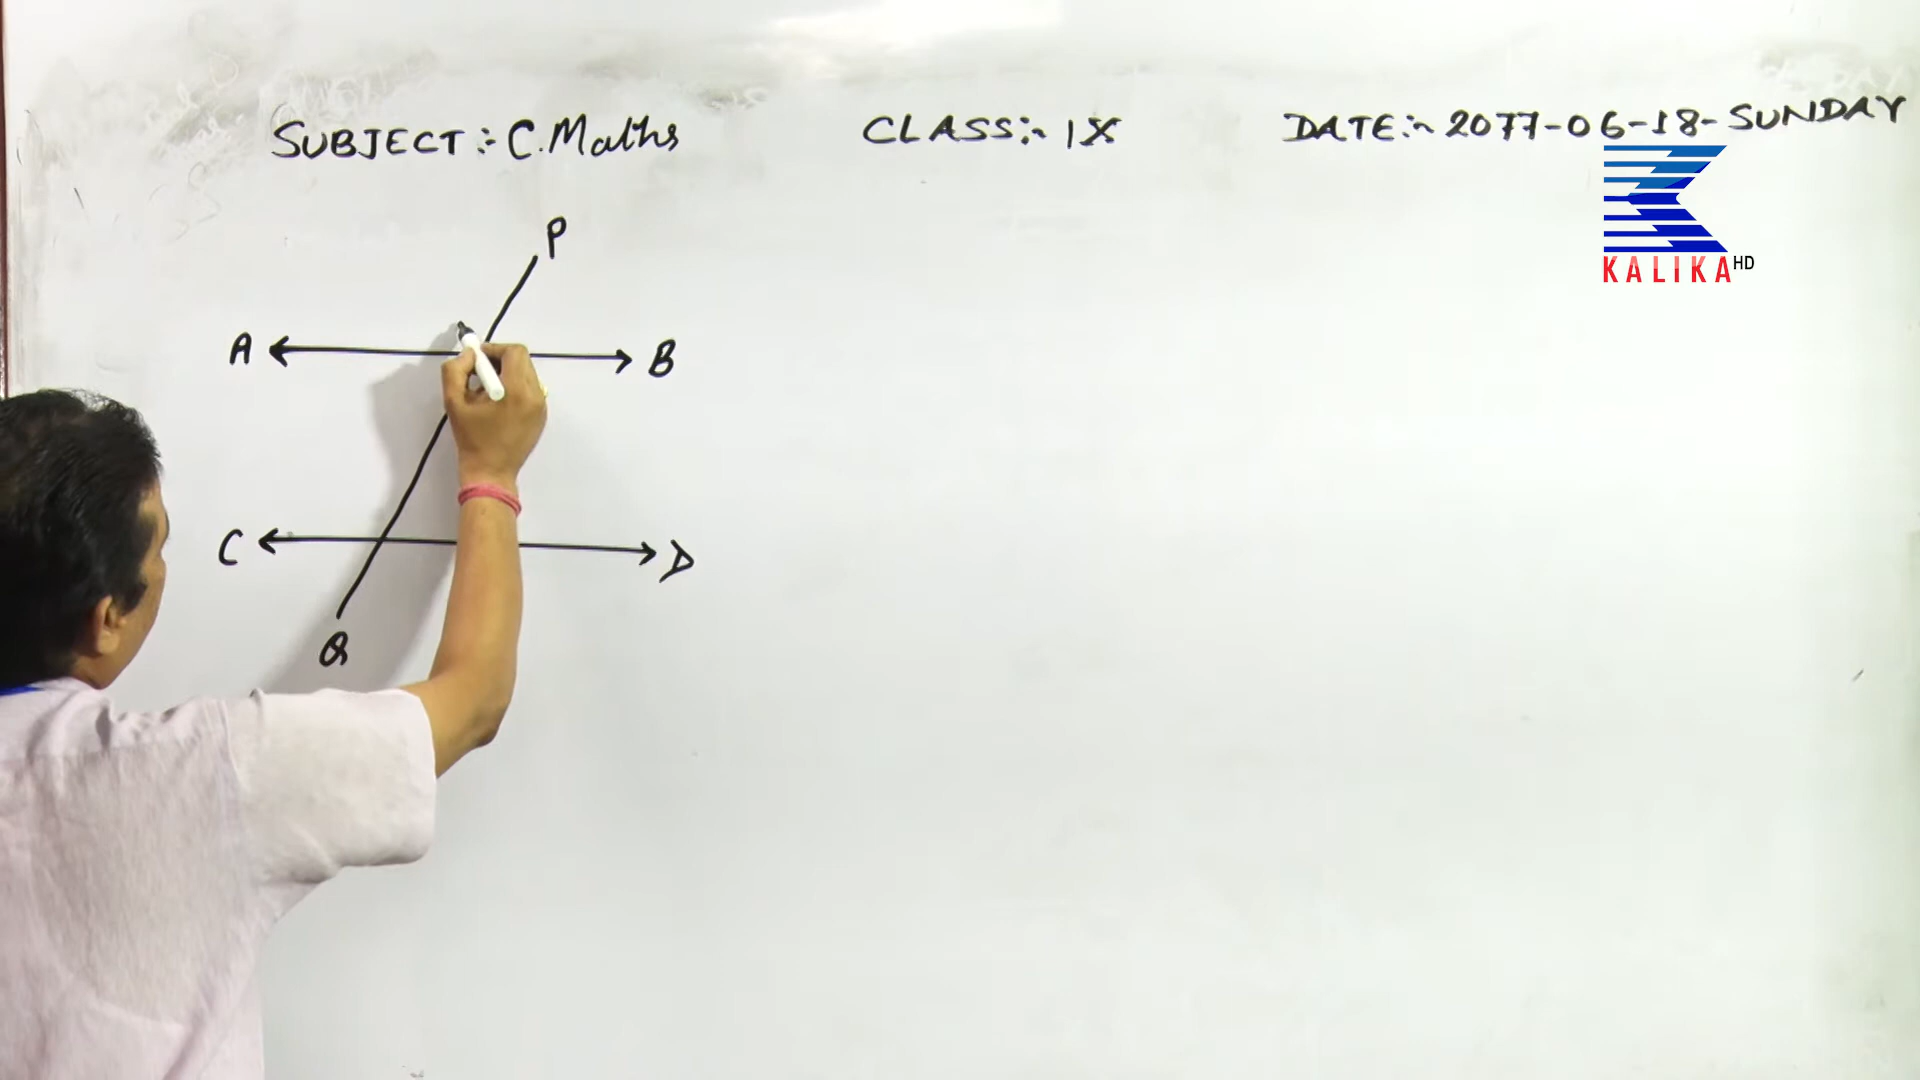 SUBJECT :- C. Maths CLASS :- IX DATE :- 2077-06-18-SUNDAY
KALIKA HD
P
A B
C D
Q